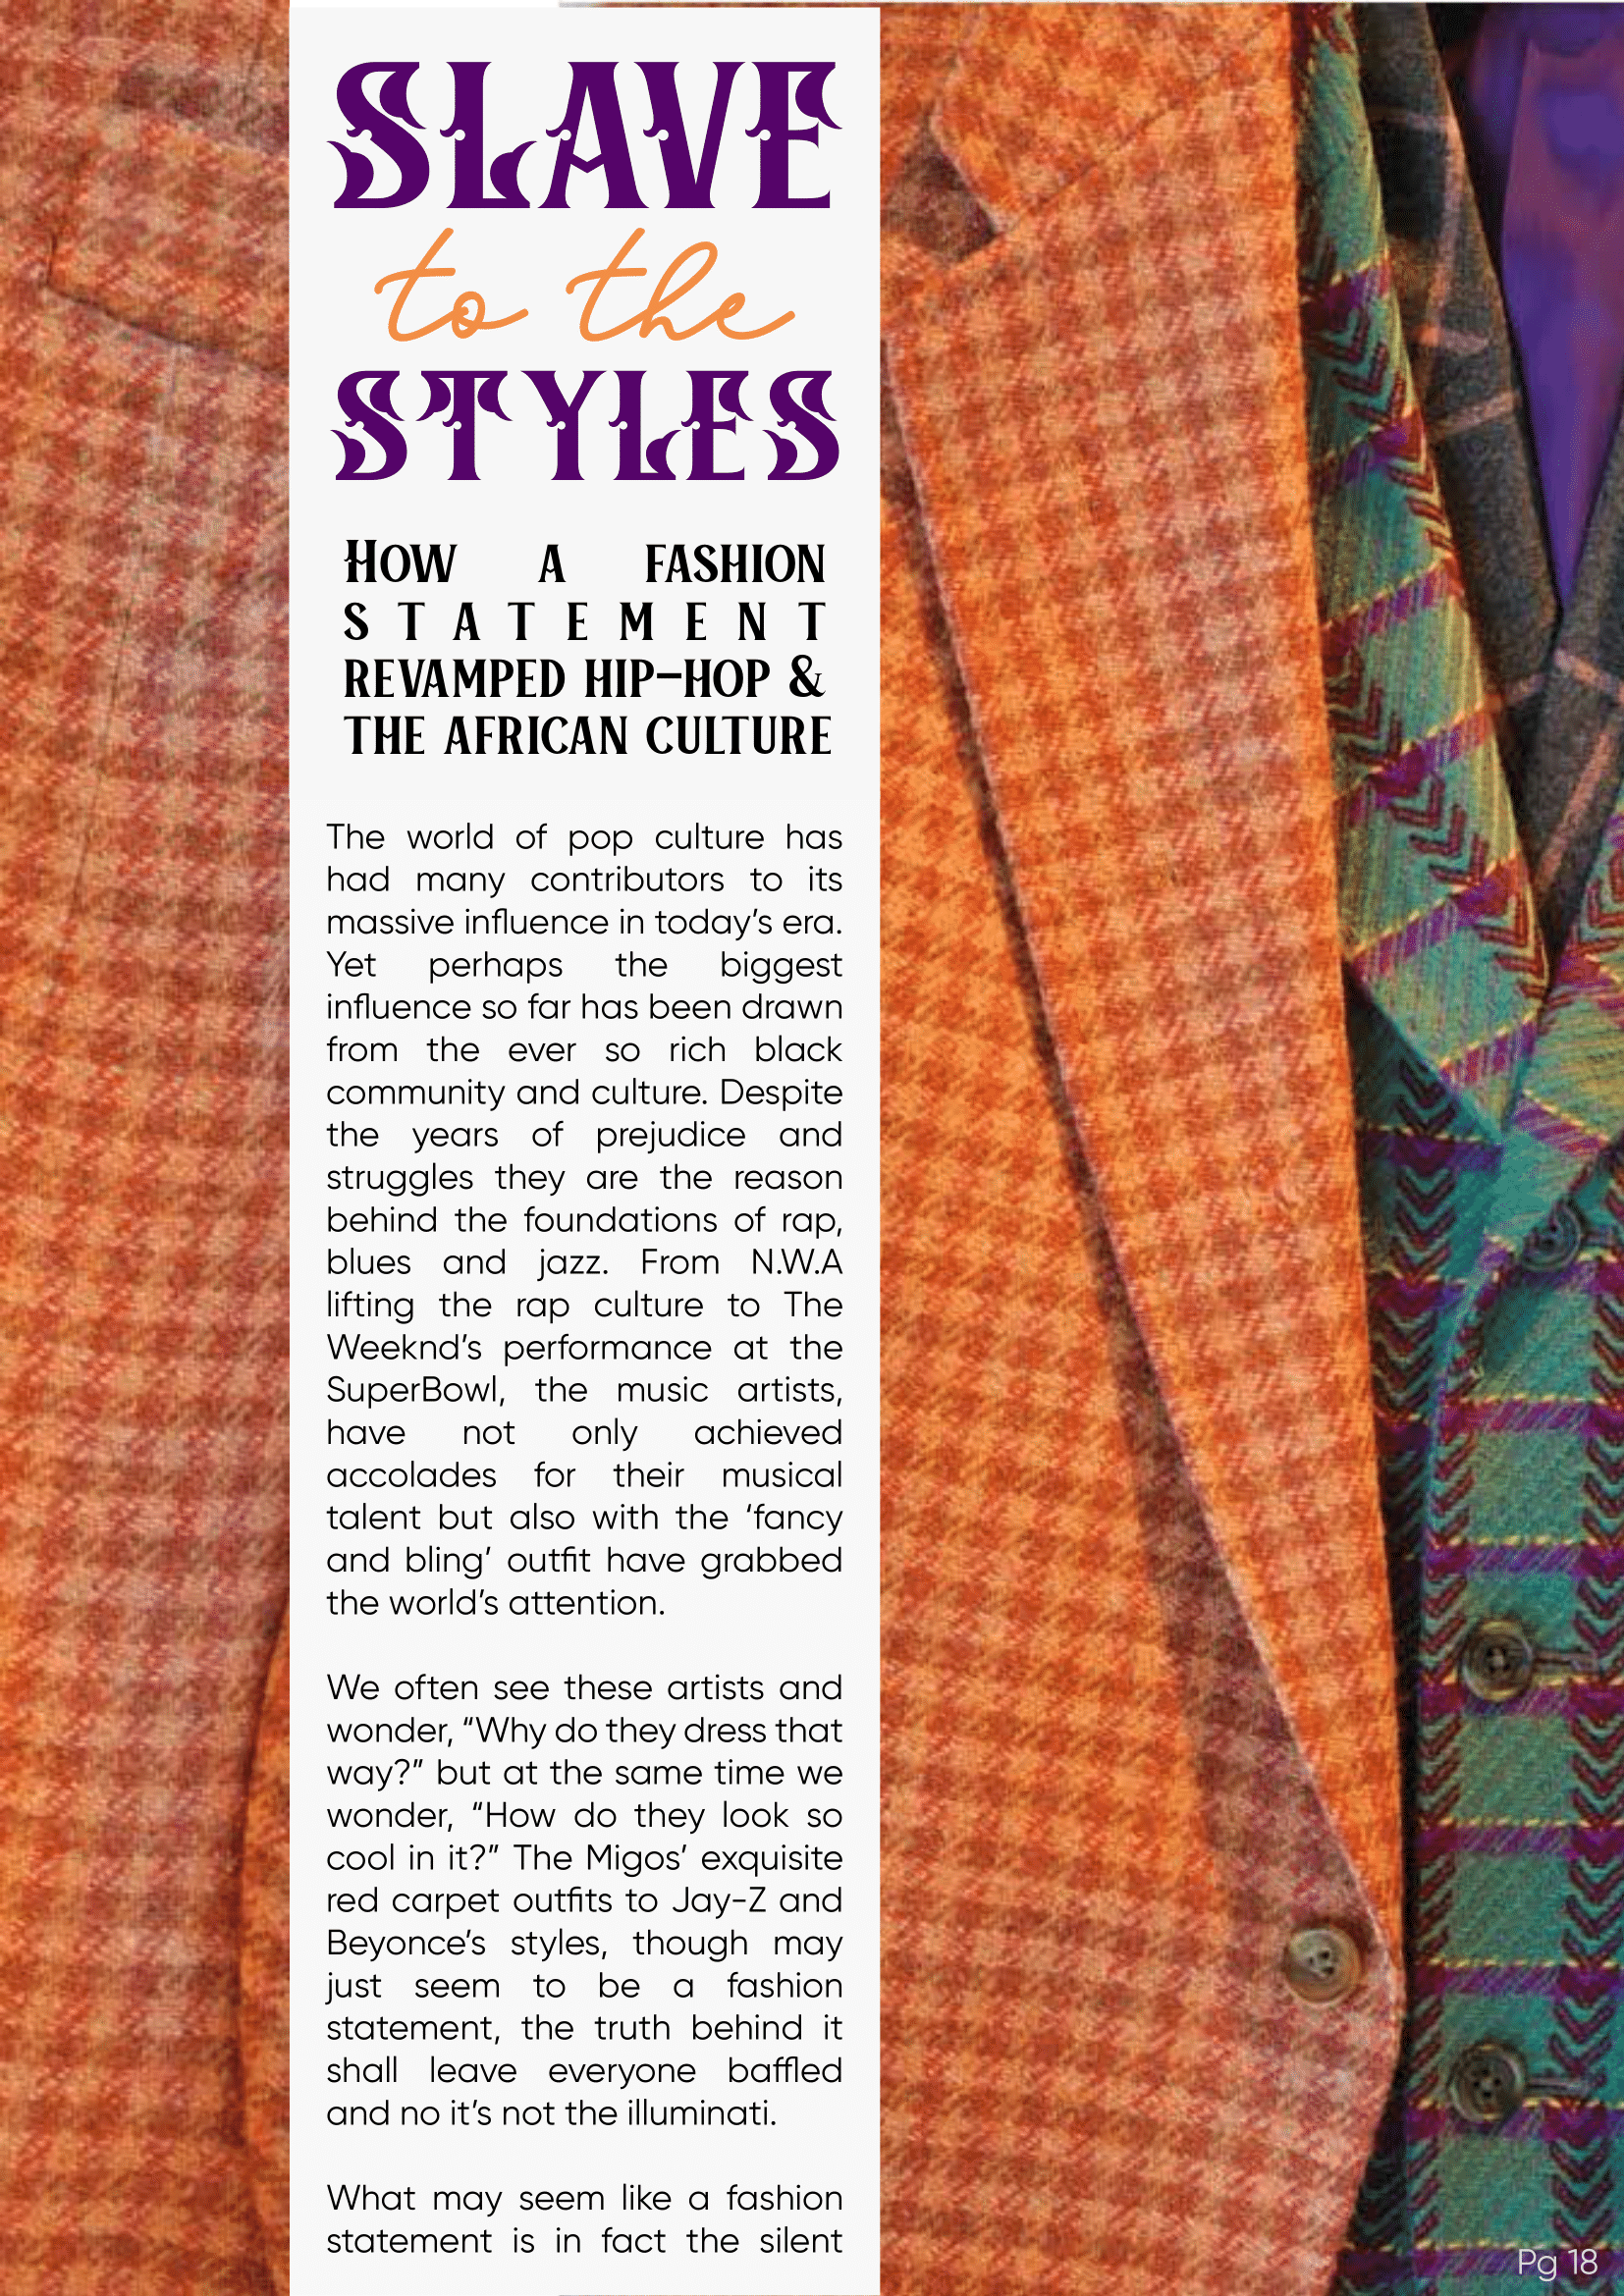 SLAVE
to the
STYLES
HOW A FASHION
STATEMENT
REVAMPED HIP-HOP &
THE AFRICAN CULTURE
The world of pop culture has
had many contributors to its
massive influence in today's era.
Yet perhaps the biggest
influence so far has been drawn
from the ever so rich black
community and culture. Despite
the years of prejudice and
struggles they are the reason
behind the foundations of rap,
blues and jazz. From N.W.A
lifting the rap culture to The
Weeknd's performance at the
SuperBowl, the music artists,
have not only achieved
accolades for their musical
talent but also with the ‘fancy
and bling’ outfit have grabbed
the world's attention.
We often see these artists and
wonder, “Why do they dress that
way?” but at the same time we
wonder, “How do they look so
cool in it?” The Migos’ exquisite
red carpet outfits to Jay-Z and
Beyonce's styles, though may
just seem to be a fashion
statement, the truth behind it
shall leave everyone baffled
and no it's not the illuminati.
What may seem like a fashion
statement is in fact the silent
Pg 18